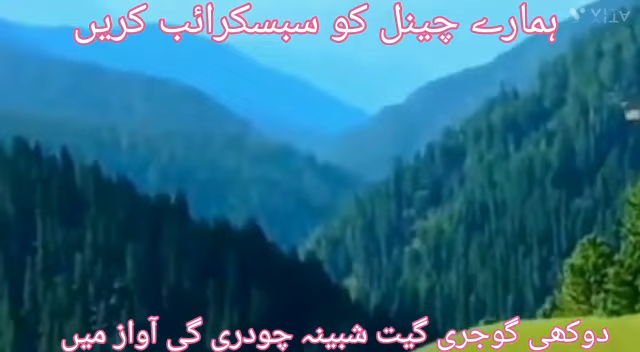 ہمارے چینل کو سبسکرائب کریں
دوکھی گوجری گیت شبینہ چودری گی آواز میں